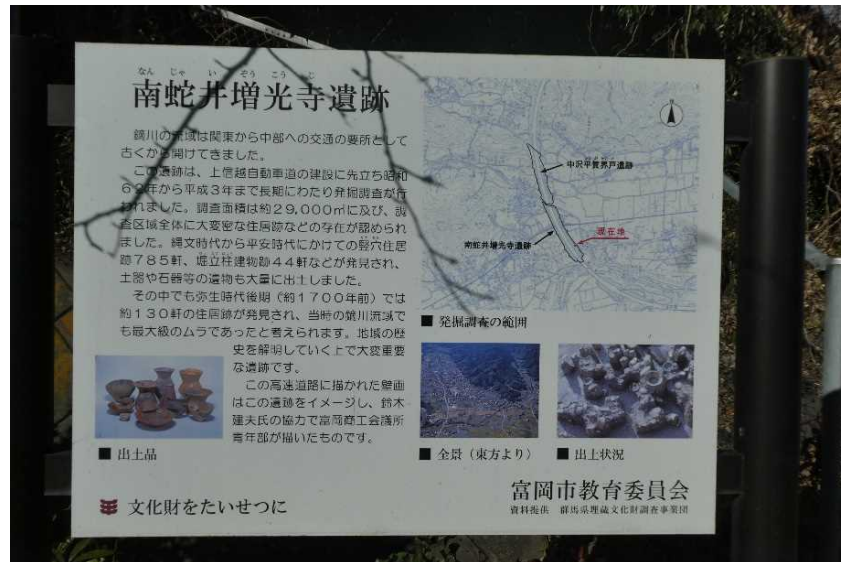 なん じゃ い ぞう こう じ
南蛇井増光寺遺跡
鏑川の流域は関東から中部への交通の要所として
古くから開けてきました。
この遺跡は、上信越自動車道の建設に先立ち昭和
63年から平成3年まで長期にわたり発掘調査が行
われました。調査面積は約29,000㎡に及び、調
査区域全体に大変密な住居跡などの存在が認められ
ました。縄文時代から平安時代にかけての竪穴住居
跡785軒、堀立柱建物跡44軒などが発見され、
土器や石器等の遺物も大量に出土しました。
その中でも弥生時代後期(約1700年前)では
約130軒の住居跡が発見され、当時の鏑川流域で
も最大級のムラであったと考えられます。地域の歴
史を解明していく上で大変重要
な遺跡です。
この高速道路に描かれた壁画
はこの遺跡をイメージし、鈴木
建夫氏の協力で富岡商工会議所
青年部が描いたものです。
■ 出土品
文化財をたいせつに
中沢平賀界戸遺跡
現在地
南蛇井増光寺遺跡
■ 発掘調査の範囲
■ 全景(東方より)
■ 出土状況
富岡市教育委員会
資料提供 群馬県埋蔵文化財調査事業団